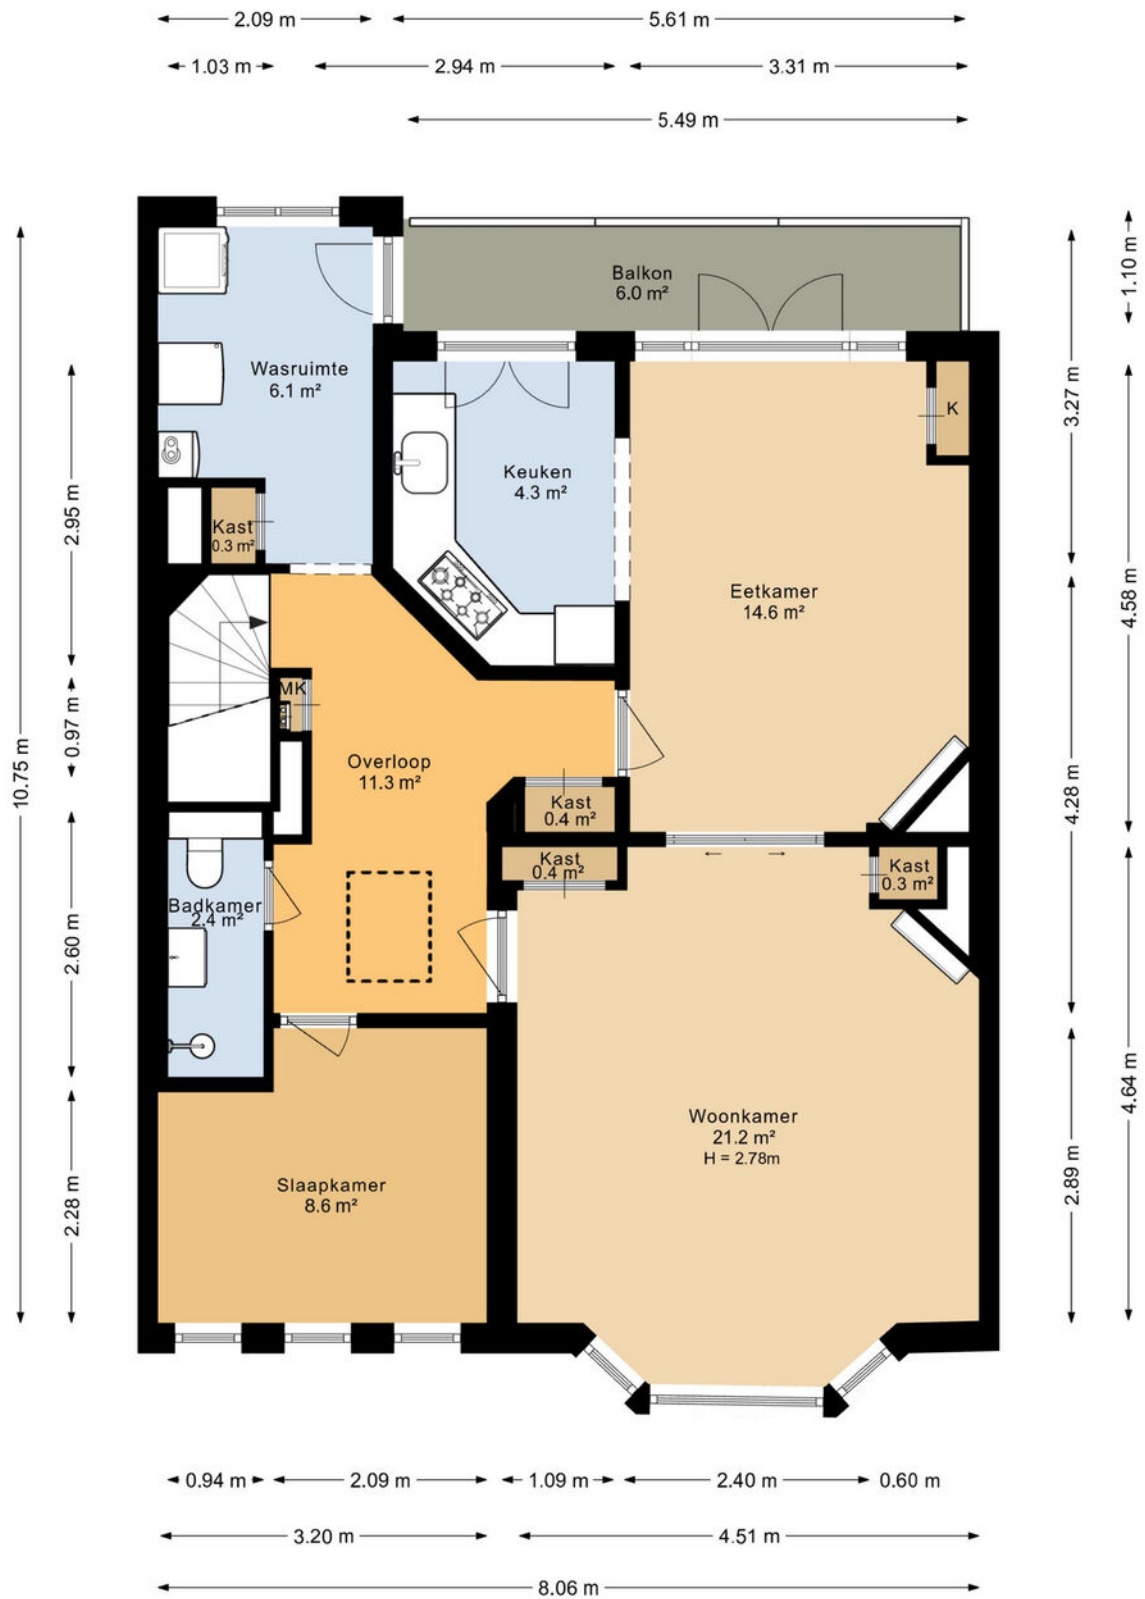 2.09 m
5.61 m
1.03 m
2.94 m
3.31 m
5.49 m
Balkon
6.0 m²
1.10 m
Wasruimte
6.1 m²
3.27 m
K
Keuken
4.3 m²
2.95 m
Kast
0.3 m²
Eetkamer
14.6 m²
4.58 m
MK
0.97 m
10.75 m
Overloop
11.3 m²
Kast
0.4 m²
4.28 m
Kast
0.4 m²
Kast
0.3 m²
Badkamer
2.4 m²
2.60 m
Woonkamer
21.2 m²
H = 2.78m
4.64 m
2.89 m
Slaapkamer
8.6 m²
2.28 m
0.94 m
2.09 m
1.09 m
2.40 m
0.60 m
3.20 m
4.51 m
8.06 m